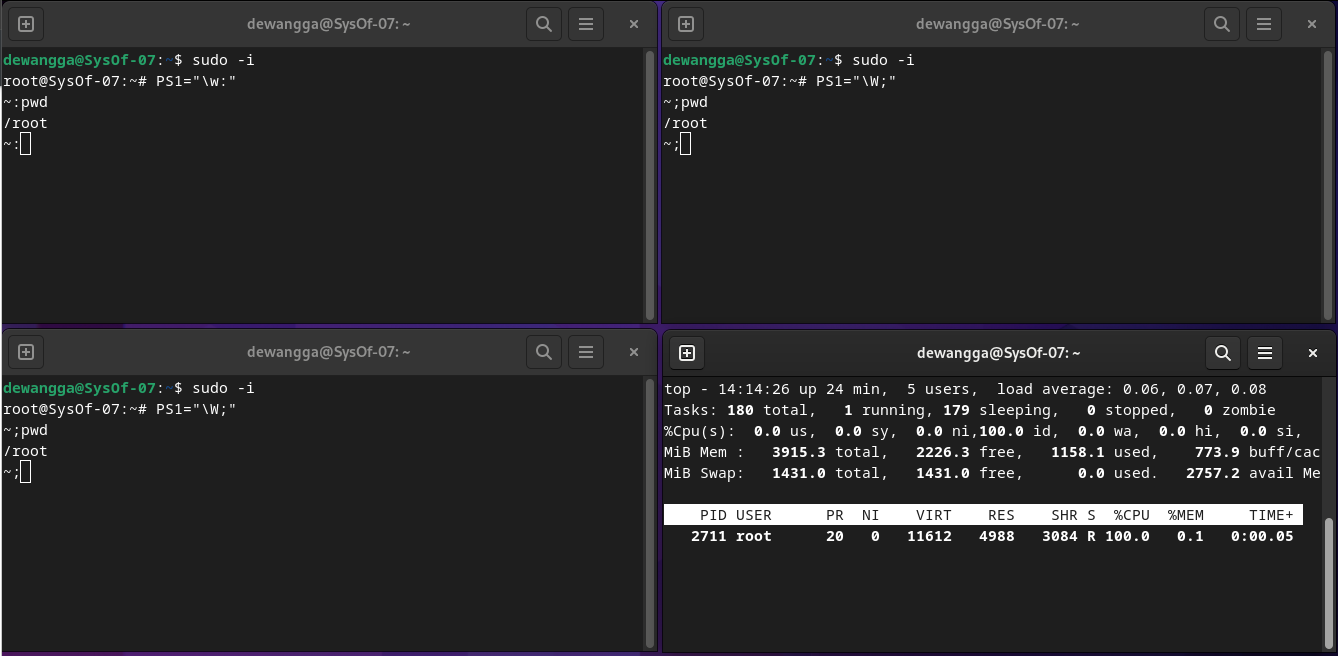 dewangga@SysOf-07: ~
dewangga@SysOf-07:~$ sudo -i
root@SysOf-07:~# PS1="\w:"
~:pwd
/root
~:
dewangga@SysOf-07: ~
dewangga@SysOf-07:~$ sudo -i
root@SysOf-07:~# PS1="\W;"
~;pwd
/root
~;
dewangga@SysOf-07: ~
dewangga@SysOf-07:~$ sudo -i
root@SysOf-07:~# PS1="\W;"
~;pwd
/root
~;
dewangga@SysOf-07: ~
top - 14:14:26 up 24 min,  5 users,  load average: 0.06, 0.07, 0.08
Tasks: 180 total,   1 running, 179 sleeping,   0 stopped,   0 zombie
%Cpu(s):  0.0 us,  0.0 sy,  0.0 ni,100.0 id,  0.0 wa,  0.0 hi,  0.0 si,
MiB Mem :   3915.3 total,   2226.3 free,   1158.1 used,    773.9 buff/cac
MiB Swap:   1431.0 total,   1431.0 free,      0.0 used.   2757.2 avail Me
PID USER      PR  NI    VIRT    RES    SHR S  %CPU  %MEM     TIME+
2711 root      20   0   11612   4988   3084 R 100.0   0.1   0:00.05